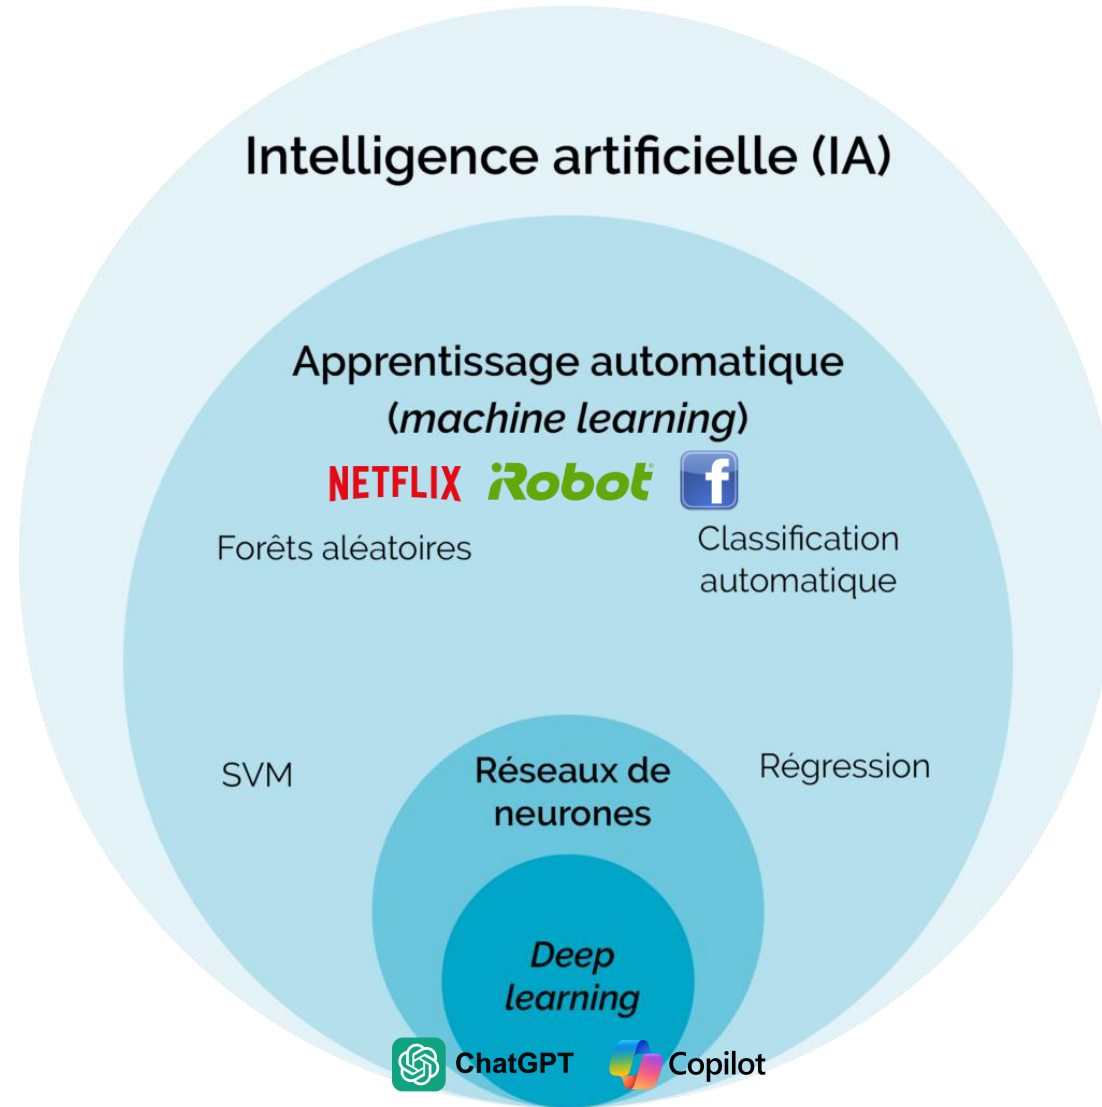 Intelligence artificielle (IA)
Apprentissage automatique
(machine learning)
NETFLIX iRobot f
Forêts aléatoires
Classification
automatique
SVM
Régression
Réseaux de
neurones
Deep
learning
ChatGPT Copilot